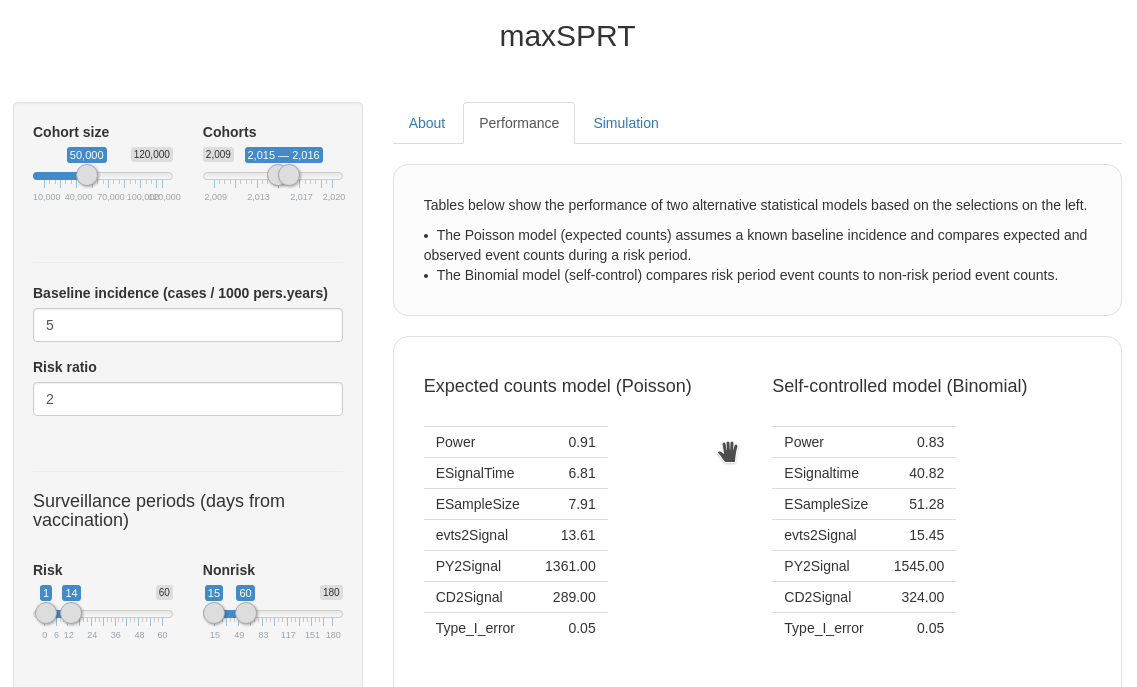 maxSPRT
Cohort size
50,000
120,000
10,000 40,000 70,000 100,000 120,000
Cohorts
2,009
2,015 — 2,016
2,009 2,013 2,017 2,020
Baseline incidence (cases / 1000 pers.years)
5
Risk ratio
2
Surveillance periods (days from
vaccination)
Risk
1 14 60
0 6 12 24 36 48 60
Nonrisk
15 60 180
15 49 83 117 151 180
About Performance Simulation
Tables below show the performance of two alternative statistical models based on the selections on the left.
• The Poisson model (expected counts) assumes a known baseline incidence and compares expected and
observed event counts during a risk period.
• The Binomial model (self-control) compares risk period event counts to non-risk period event counts.
Expected counts model (Poisson)
Power 0.91
ESignalTime 6.81
ESampleSize 7.91
evts2Signal 13.61
PY2Signal 1361.00
CD2Signal 289.00
Type_I_error 0.05
Self-controlled model (Binomial)
Power 0.83
ESignaltime 40.82
ESampleSize 51.28
evts2Signal 15.45
PY2Signal 1545.00
CD2Signal 324.00
Type_I_error 0.05